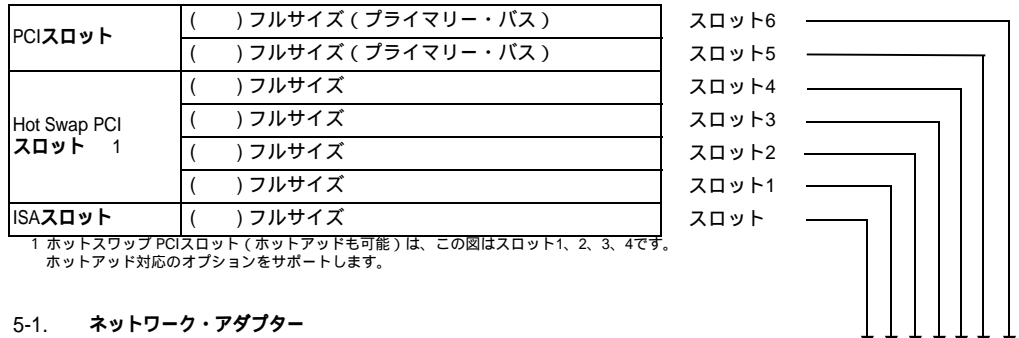 PCIスロット
(　　)フルサイズ（プライマリー・バス）
スロット6
(　　)フルサイズ（プライマリー・バス）
スロット5
Hot Swap PCI
スロット　1
(　　)フルサイズ
スロット4
(　　)フルサイズ
スロット3
(　　)フルサイズ
スロット2
(　　)フルサイズ
スロット1
ISAスロット
(　　)フルサイズ
スロット
1 ホットスワップ PCIスロット（ホットアッドも可能）は、この図はスロット1、2、3、4です。
ホットアッド対応のオプションをサポートします。
5-1.　ネットワーク・アダプター